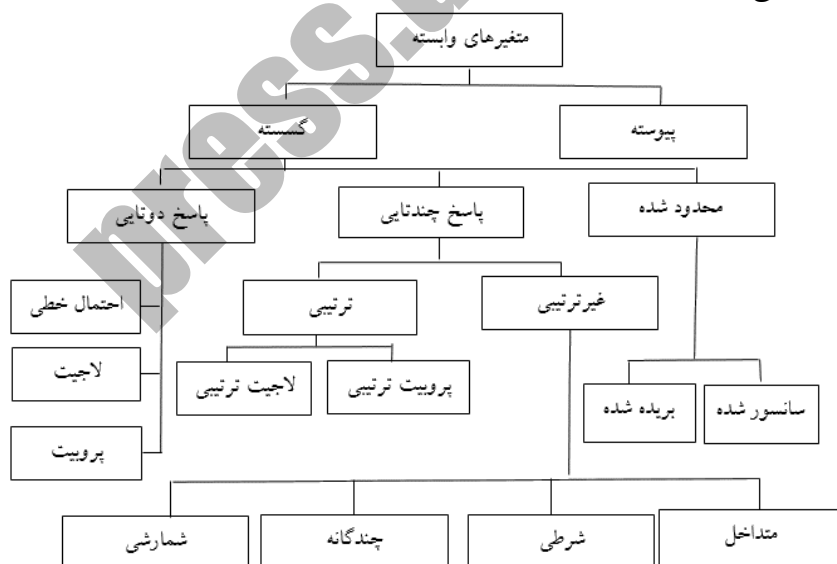 متغیرهای وابسته
گسسته
پیوسته
پاسخ دوتایی
پاسخ چندتایی
محدود شده
احتمال خطی
ترتیبی
غیرترتیبی
لاجیت
لاجیت ترتیبی
پروبیت ترتیبی
بریده شده
سانسور شده
پروبیت
شمارشی
چندگانه
شرطی
متداخل
press.